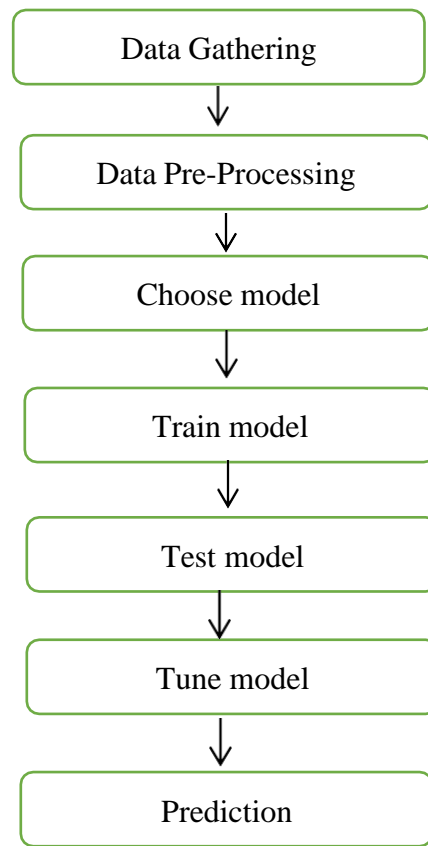 Data Gathering
Data Pre-Processing
Choose model
Train model
Test model
Tune model
Prediction